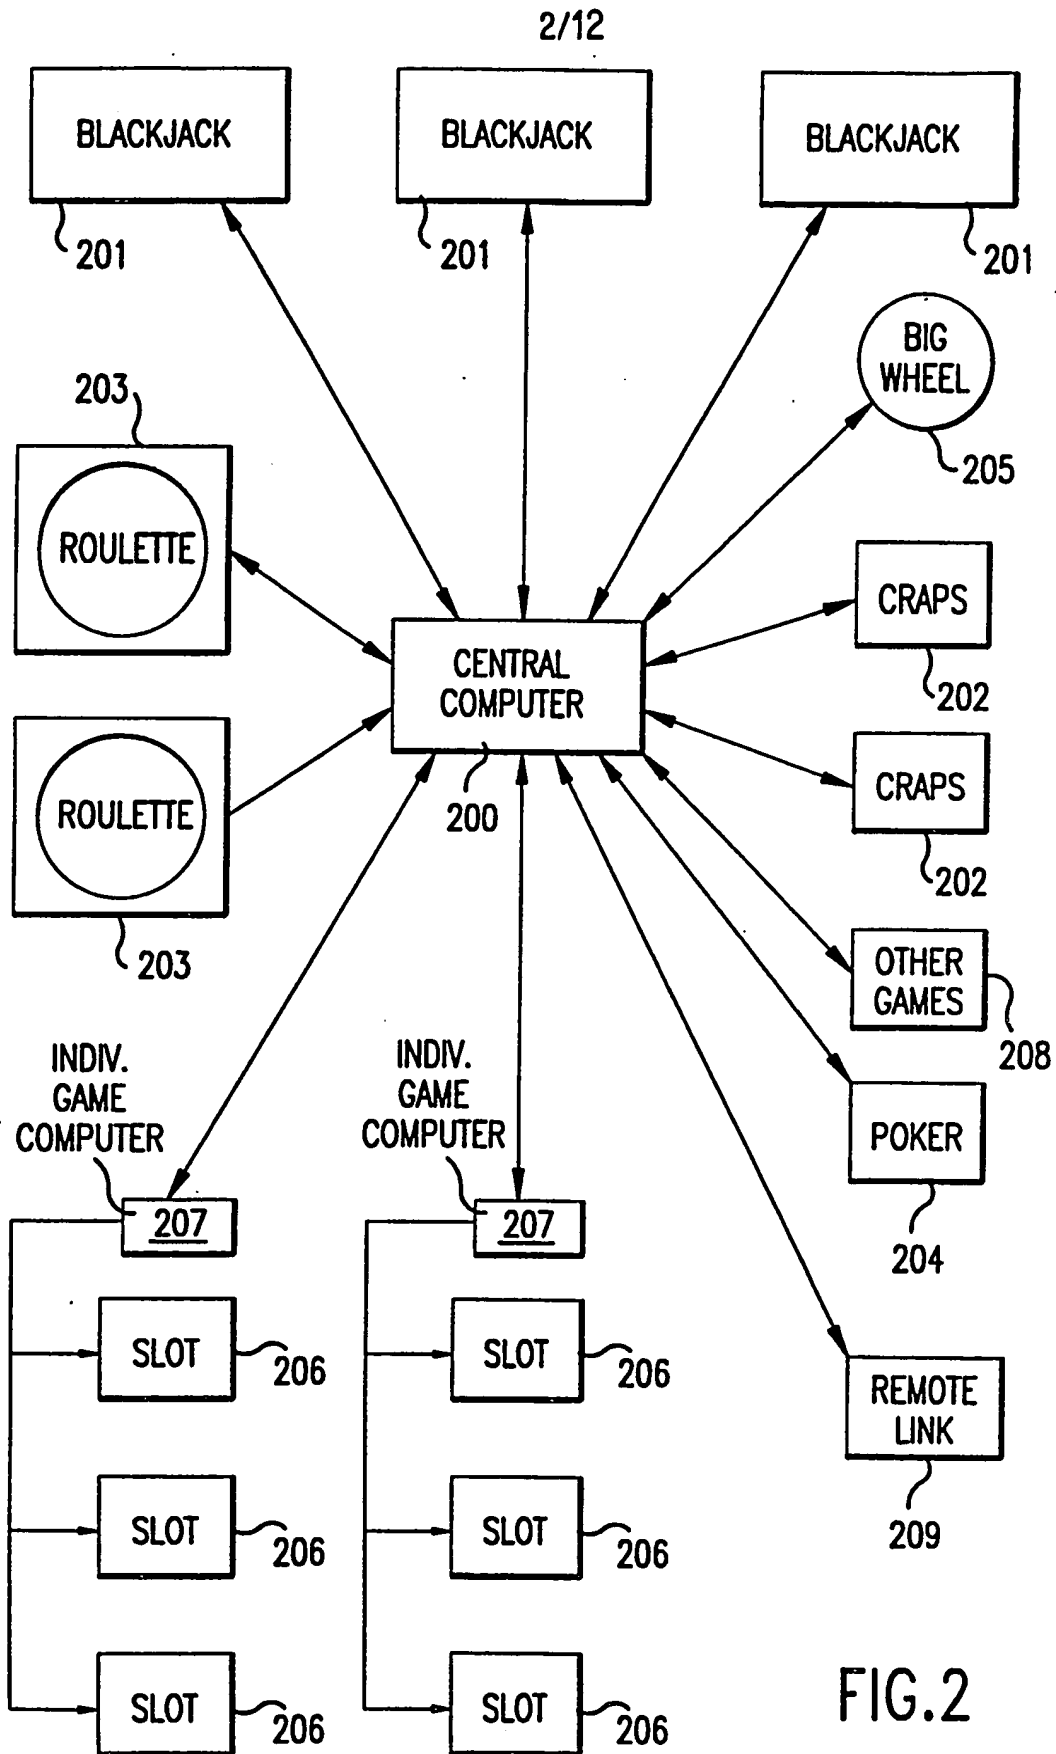 2/12
BLACKJACK
BLACKJACK
BLACKJACK
201
201
201
BIG
WHEEL
205
203
ROULETTE
CRAPS
202
CENTRAL
COMPUTER
200
ROULETTE
203
CRAPS
202
OTHER
GAMES
208
INDIV.
GAME
COMPUTER
207
INDIV.
GAME
COMPUTER
207
POKER
204
SLOT
206
SLOT
206
REMOTE
LINK
209
SLOT
206
SLOT
206
SLOT
206
SLOT
206
FIG.2